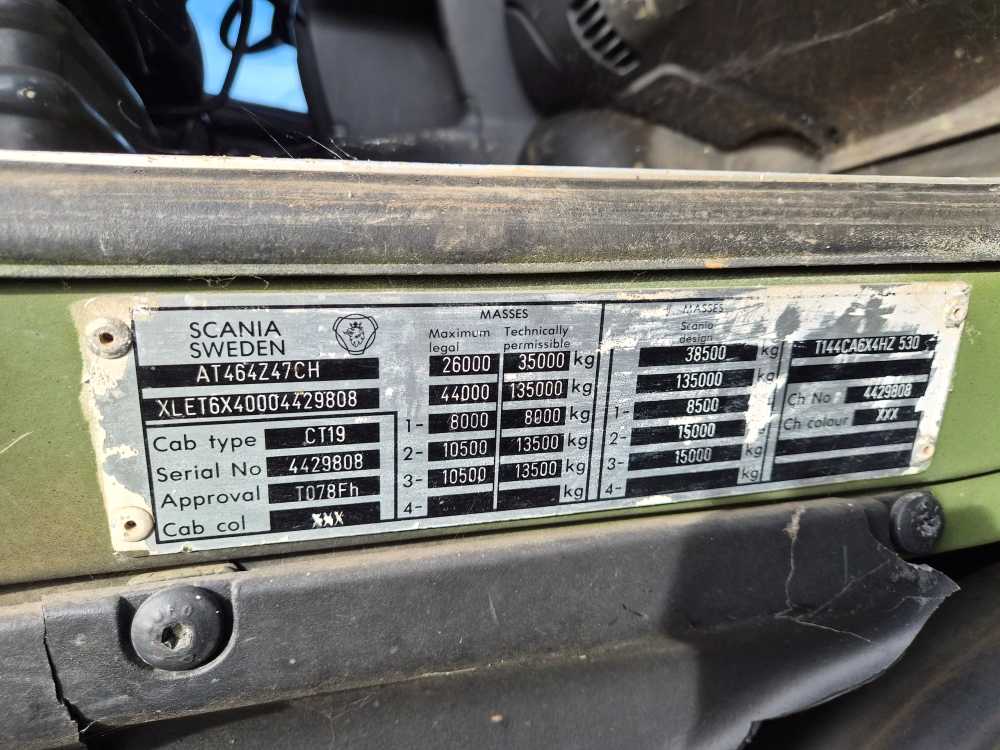 SCANIA
SWEDEN
AT464Z47CH
XLET6X40004429808
Cab type CT19
Serial No 4429808
Approval T078Fh
Cab col XXX
MASSES
Maximum legal Technically permissible
26000 35000 kg
44000 135000 kg
1- 8000 8000 kg
2- 10500 13500 kg
3- 10500 13500 kg
4- kg
MASSES
Scania design
38500 kg
135000 kg
1- 8500 kg
2- 15000 kg
3- 15000 kg
4- kg
T144CA6X4HZ 530
Ch No 4429808
Ch colour XXX